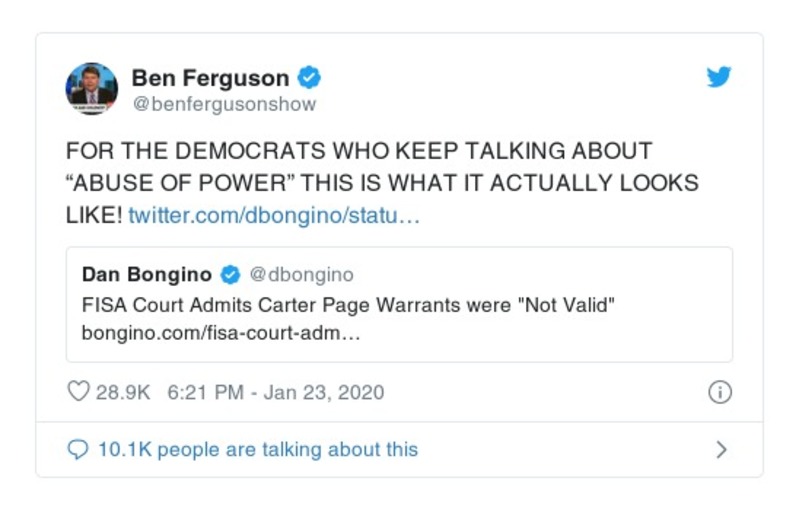 Ben Ferguson
@benfergusonshow
FOR THE DEMOCRATS WHO KEEP TALKING ABOUT
“ABUSE OF POWER” THIS IS WHAT IT ACTUALLY LOOKS
LIKE! twitter.com/dbongino/statu…
Dan Bongino @dbongino
FISA Court Admits Carter Page Warrants were "Not Valid"
bongino.com/fisa-court-adm…
28.9K 6:21 PM - Jan 23, 2020
10.1K people are talking about this